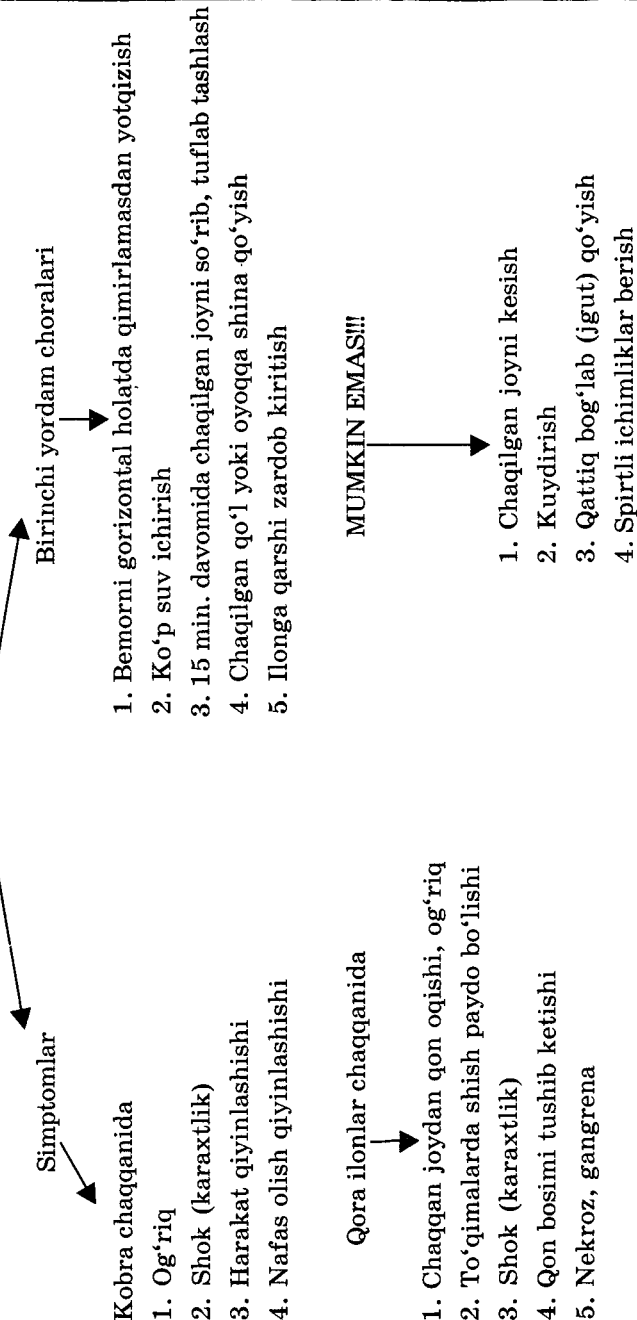 Simptomlar
Kobra chaqqanida
1. Og‘riq
2. Shok (karaxtlik)
3. Harakat qiyinlashishi
4. Nafas olish qiyinlashishi
Qora ilonlar chaqqanida
1. Chaqqan joydan qon oqishi, og‘riq
2. To‘qimalarda shish paydo bo‘lishi
3. Shok (karaxtlik)
4. Qon bosimi tushib ketishi
5. Nekroz, gangrena
Birinchi yordam choralari
1. Bemorni gorizontal holatda qimirlamasdan yotqizish
2. Ko‘p suv ichirish
3. 15 min. davomida chaqilgan joyni so‘rib, tuflab tashlash
4. Chaqilgan qo‘l yoki oyoqqa shina qo‘yish
5. Ilonga qarshi zardob kiritish
MUMKIN EMAS!!!
1. Chaqilgan joyni kesish
2. Kuydirish
3. Qattiq bog‘lab (jgut) qo‘yish
4. Spirtli ichimliklar berish